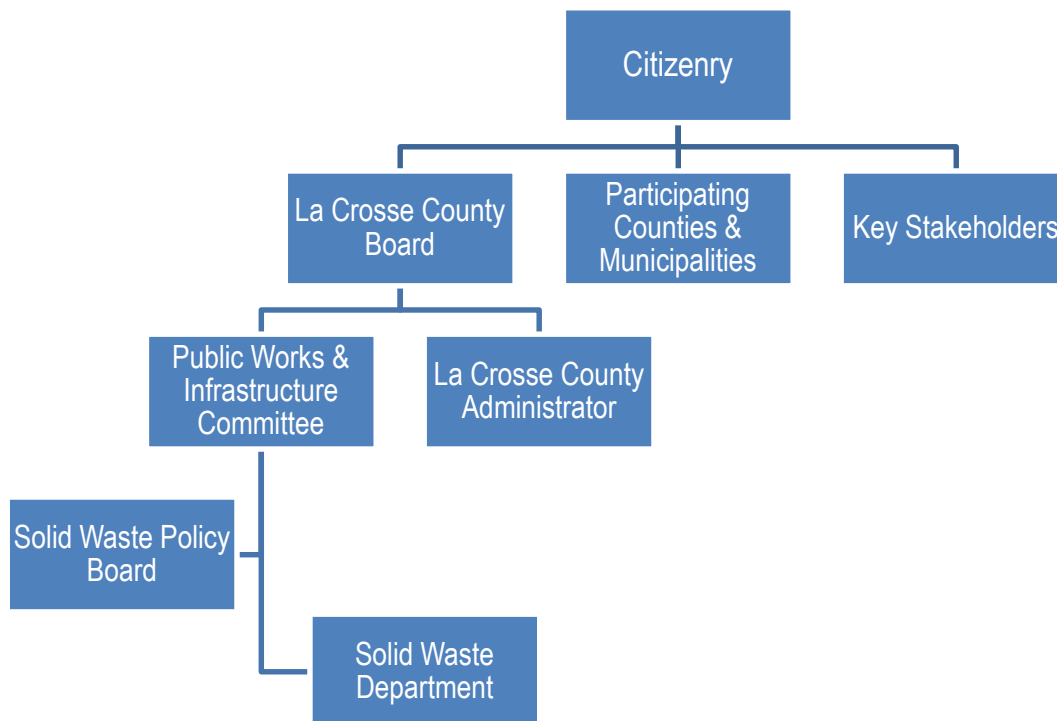 Citizenry
La Crosse County
Board
Participating
Counties &
Municipalities
Key Stakeholders
Public Works &
Infrastructure
Committee
La Crosse County
Administrator
Solid Waste Policy
Board
Solid Waste
Department